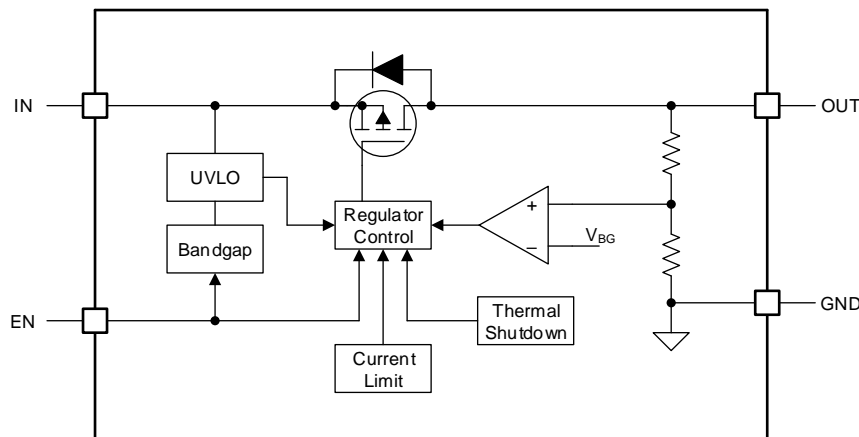 IN
OUT
UVLO
Regulator
Control
+
−
V_BG
Bandgap
EN
GND
Thermal
Shutdown
Current
Limit